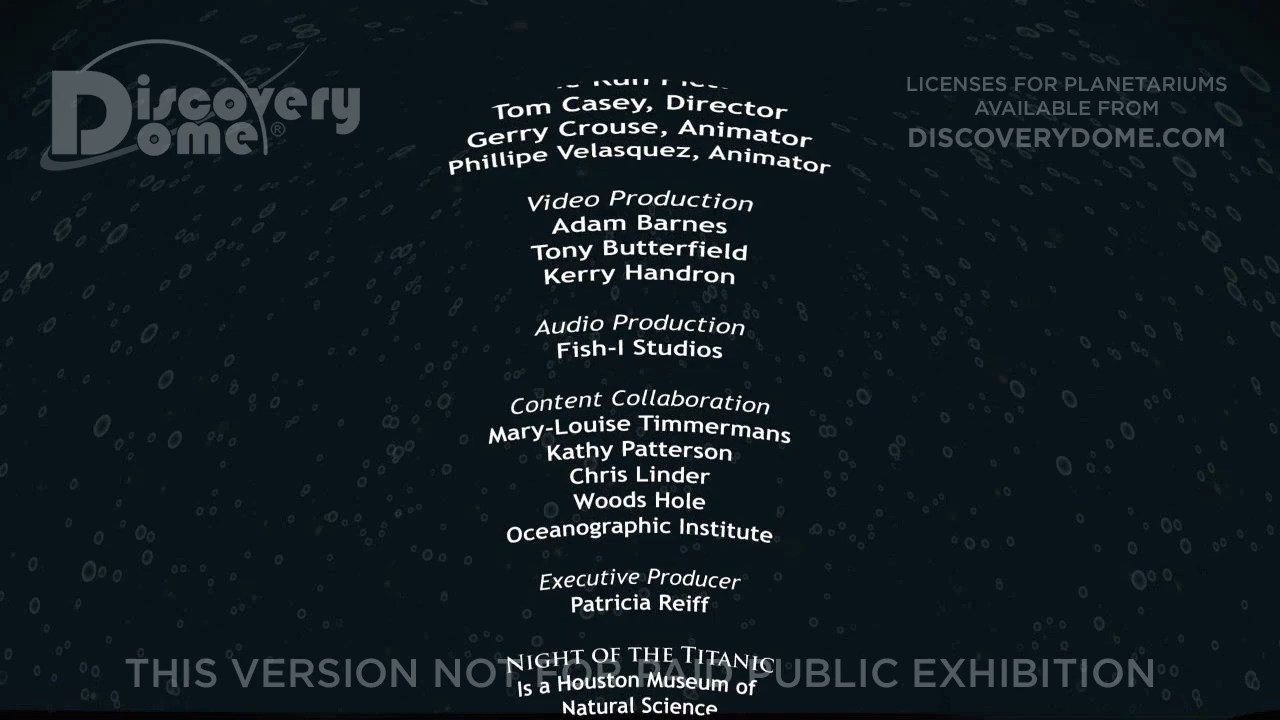 Discovery
Dome®
LICENSES FOR PLANETARIUMS
AVAILABLE FROM
DISCOVERYDOME.COM
Tom Casey, Director
Gerry Crouse, Animator
Phillipe Velasquez, Animator
Video Production
Adam Barnes
Tony Butterfield
Kerry Handron
Audio Production
Fish-I Studios
Content Collaboration
Mary-Louise Timmermans
Kathy Patterson
Chris Linder
Woods Hole
Oceanographic Institute
Executive Producer
Patricia Reiff
NIGHT OF THE TITANIC
THIS VERSION NOT FOR PAID PUBLIC EXHIBITION
Is a Houston Museum of
Natural Science